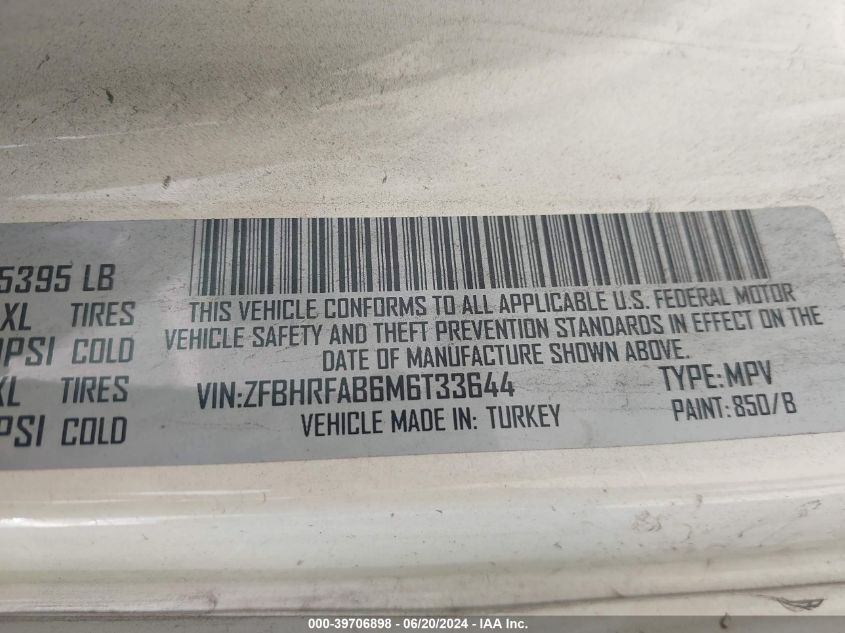 5395 LB
XL TIRES
PSI COLD
XL TIRES
PSI COLD
THIS VEHICLE CONFORMS TO ALL APPLICABLE U.S. FEDERAL MOTOR
VEHICLE SAFETY AND THEFT PREVENTION STANDARDS IN EFFECT ON THE
DATE OF MANUFACTURE SHOWN ABOVE.
VIN:ZFBHRFAB6M6T33644 TYPE:MPV
VEHICLE MADE IN: TURKEY PAINT:850/B
000-39706898 - 06/20/2024 - IAA Inc.